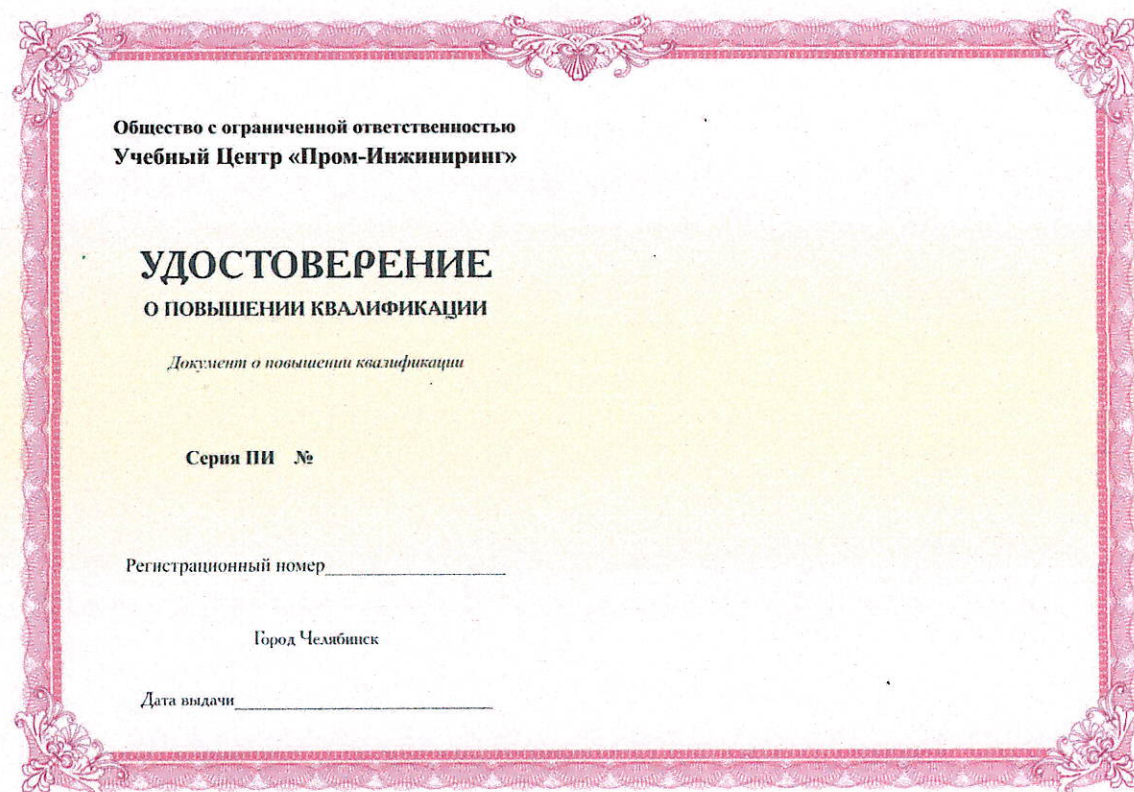 Общество с ограниченной ответственностью
Учебный Центр «Пром-Инжиниринг»
УДОСТОВЕРЕНИЕ
О ПОВЫШЕНИИ КВАЛИФИКАЦИИ
Документ о повышении квалификации
Серия ПИ №
Регистрационный номер
Город Челябинск
Дата выдачи